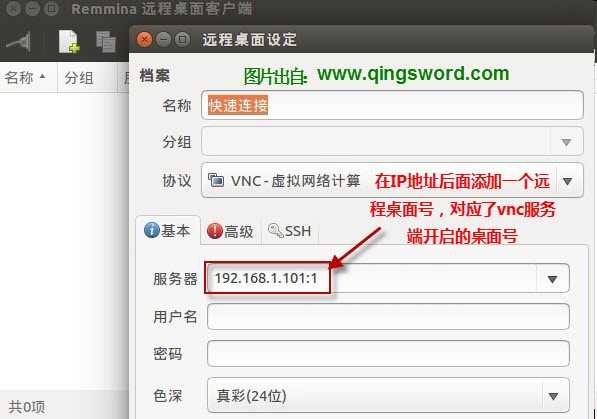 Remmina 远程桌面客户端
远程桌面设定
名称
分组
档案
图片出自：www.qingsword.com
名称
快速连接
分组
协议
VNC - 虚拟网络计算
在IP地址后面添加一个远
程桌面号，对应了vnc服务
端开启的桌面号
基本
高级
SSH
服务器
192.168.1.101:1
用户名
密码
色深
真彩(24位)
共0项